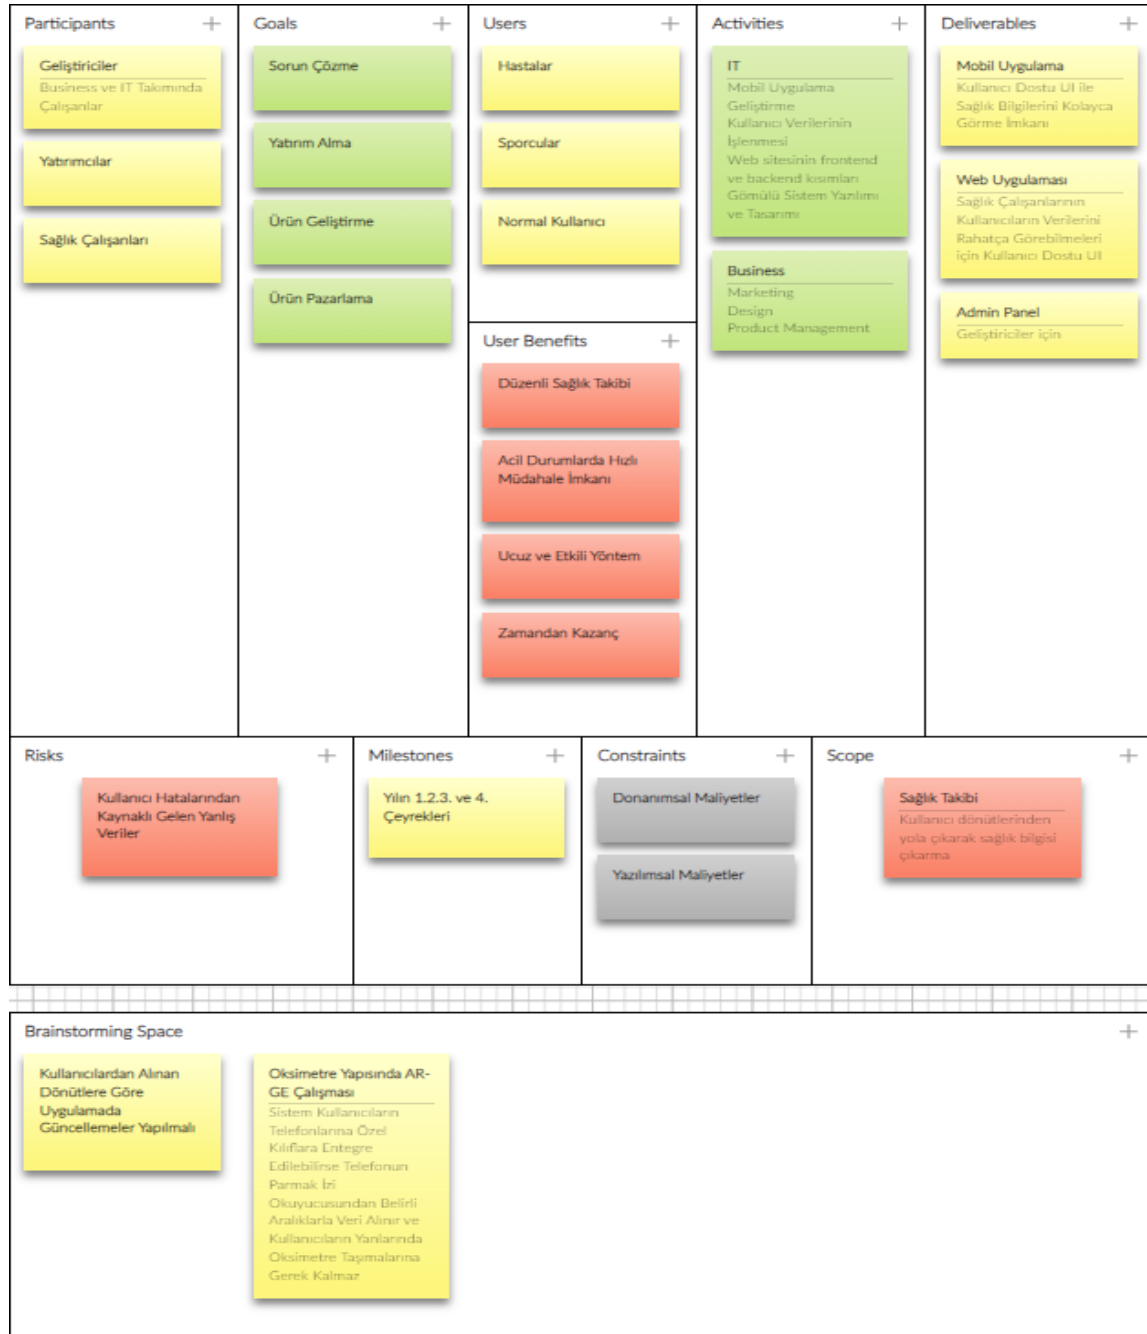 Participants
Geliştiriciler
Business ve IT Takımında
Çalışanlar
Yatırımcılar
Sağlık Çalışanları
Goals
Sorun Çözme
Yatırım Alma
Ürün Geliştirme
Ürün Pazarlama
Users
Hastalar
Sporcular
Normal Kullanıcı
User Benefits
Düzenli Sağlık Takibi
Acil Durumlarda Hızlı
Müdahale İmkanı
Ucuz ve Etkili Yöntem
Zamandan Kazanç
Activities
IT
Mobil Uygulama
Geliştirme
Kullanıcı Verilerinin
İşlenmesi
Web sitesinin frontend
ve backend kısımları
Gömülü Sistem Yazılımı
ve Tasarımı
Business
Marketing
Design
Product Management
Deliverables
Mobil Uygulama
Kullanıcı Dostu UI ile
Sağlık Bilgilerini Kolayca
Görme İmkanı
Web Uygulaması
Sağlık Çalışanlarının
Kullanıcıların Verilerini
Rahatça Görebilmeleri
için Kullanıcı Dostu UI
Admin Panel
Geliştiriciler için
Risks
Kullanıcı Hatalarından
Kaynaklı Gelen Yanlış
Veriler
Milestones
Yılın 1.2.3. ve 4.
Çeyrekleri
Constraints
Donanımsal Maliyetler
Yazılımsal Maliyetler
Scope
Sağlık Takibi
Kullanıcı dönütlerinden
yola çıkarak sağlık bilgisi
çıkarma
Brainstorming Space
Kullanıcılardan Alınan
Dönütlere Göre
Uygulamada
Güncellemeler Yapılmalı
Oksimetre Yapısında AR-
GE Çalışması
Sistem Kullanıcıların
Telefonlarına Özel
Kılıflara Entegre
Edilebilirse Telefonun
Parmak İzi
Okuyucusundan Belirli
Aralıklarla Veri Alınır ve
Kullanıcıların Yanlarında
Oksimetre Taşımalarına
Gerek Kalmaz